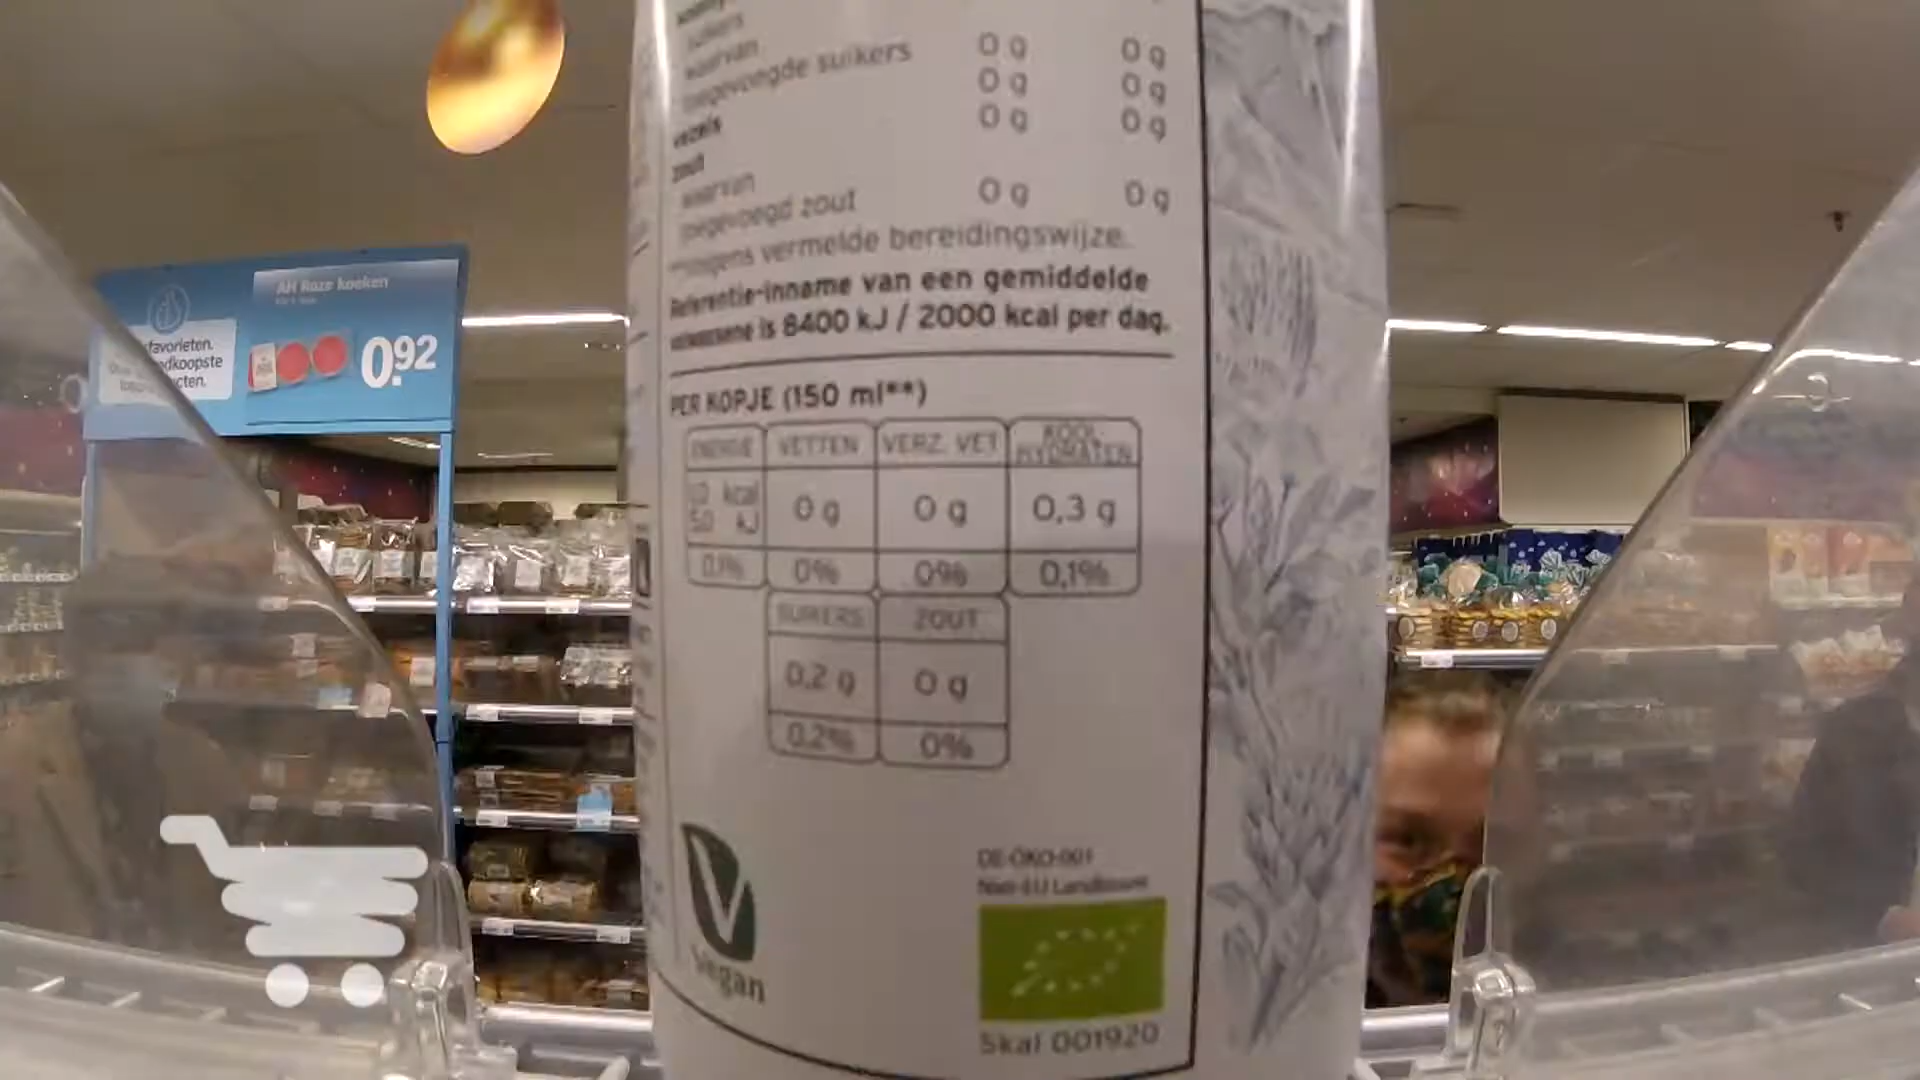 waarvan
toegevoegde suikers 0 g 0 g
0 g 0 g
vezels 0 g 0 g
zout
waarvan
toegevoegd zout 0 g 0 g
**volgens vermelde bereidingswijze.
Referentie-inname van een gemiddelde
volwassene is 8400 kJ / 2000 kcal per dag.
PER KOPJE (150 ml**)
ENERGIE VETTEN VERZ. VET KOOL-
HYDRATEN
kcal 0 g 0 g 0,3 g
kJ
0,1% 0% 0% 0,1%
SUIKERS ZOUT
0,2 g 0 g
0,2% 0%
vegan
DE-ÖKO-001
Niet-EU Landbouw
Skal 001920
AH Roze koeken
0.92
favorieten.
ucten.